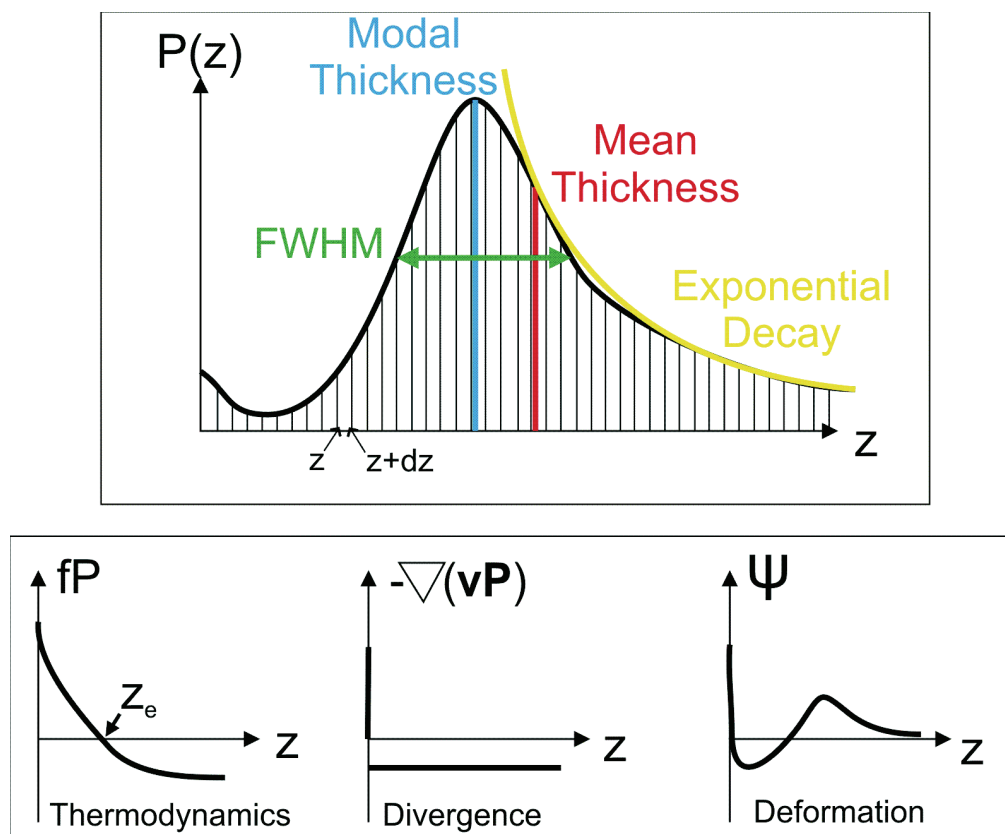 P(z)
Modal
Thickness
Mean
Thickness
FWHM
Exponential
Decay
z
z+dz
z
fP
z
e
z
Thermodynamics
-▽(vP)
z
Divergence
Ψ
z
Deformation